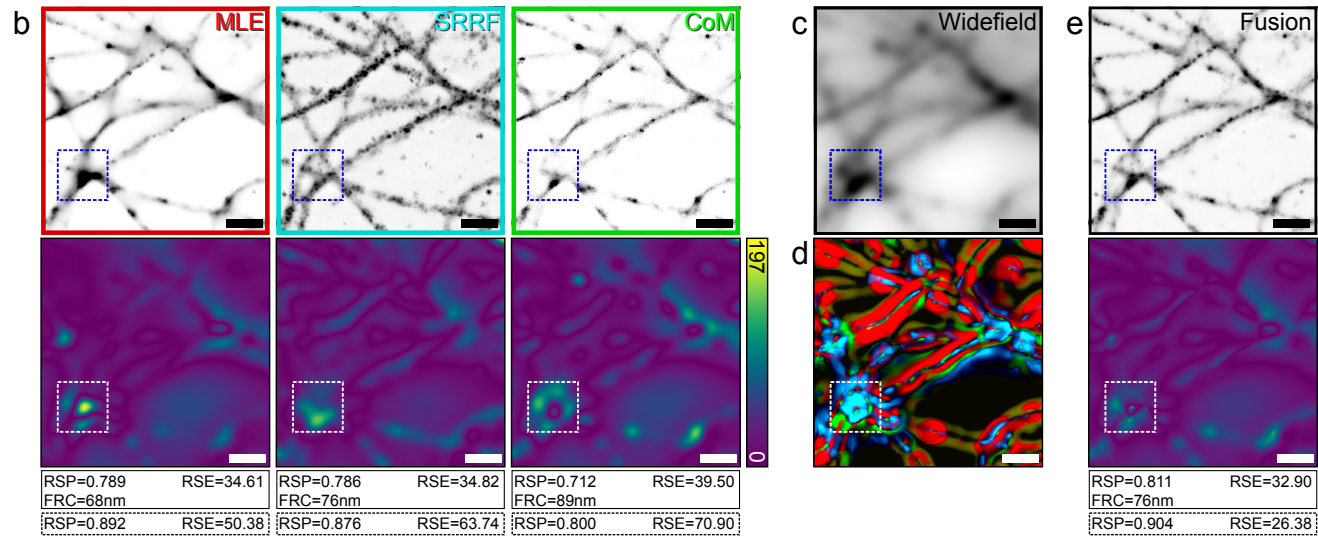 b MLE SRRF CoM c Widefield e Fusion
197
0
d
RSP=0.789 RSE=34.61
FRC=68nm
RSP=0.892 RSE=50.38
RSP=0.786 RSE=34.82
FRC=76nm
RSP=0.876 RSE=63.74
RSP=0.712 RSE=39.50
FRC=89nm
RSP=0.800 RSE=70.90
RSP=0.811 RSE=32.90
FRC=76nm
RSP=0.904 RSE=26.38